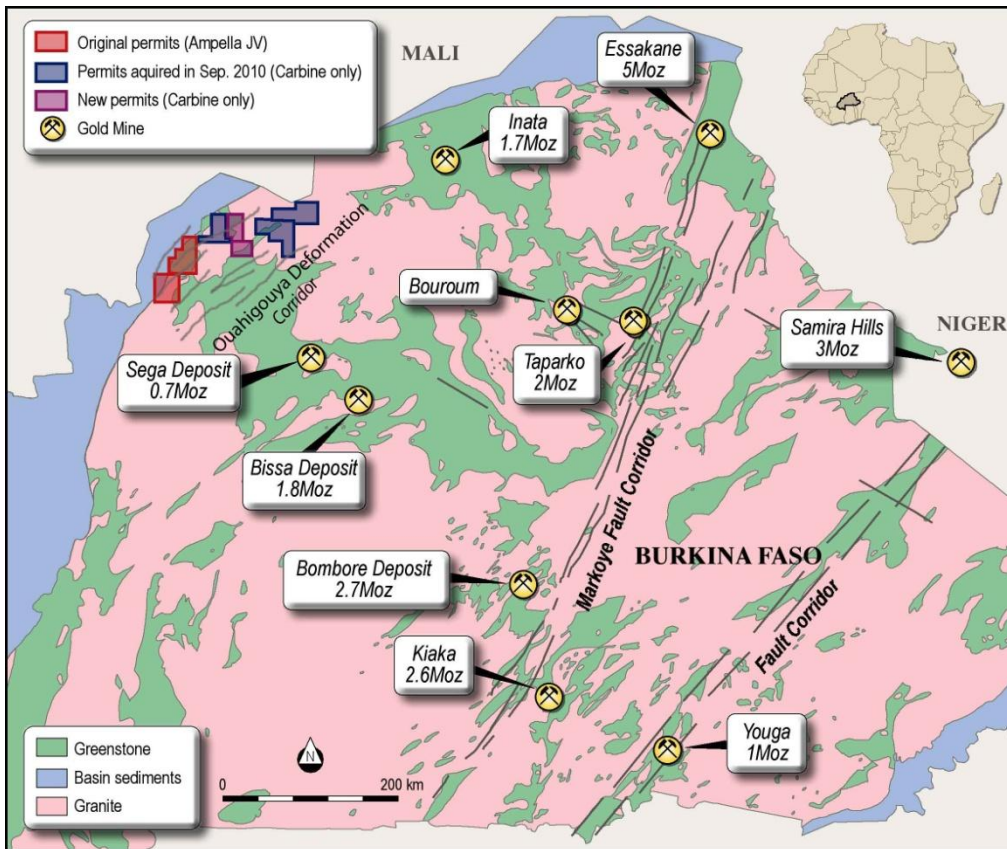 Original permits (Ampella JV)
Permits aquired in Sep. 2010 (Carbine only)
New permits (Carbine only)
Gold Mine
MALI
Essakane
5Moz
Inata
1.7Moz
Ouahigouya Deformation
Corridor
Bouroum
Taparko
2Moz
Samira Hills
3Moz
NIGER
Sega Deposit
0.7Moz
Bissa Deposit
1.8Moz
Markoye Fault Corridor
BURKINA FASO
Fault Corridor
Bombore Deposit
2.7Moz
Kiaka
2.6Moz
Youga
1Moz
Greenstone
Basin sediments
Granite
N
0 200 km